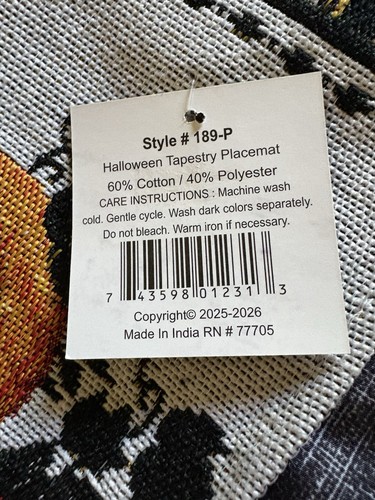 Style # 189-P
Halloween Tapestry Placemat
60% Cotton / 40% Polyester
CARE INSTRUCTIONS : Machine wash
cold. Gentle cycle. Wash dark colors separately.
Do not bleach. Warm iron if necessary.
7 43598 01231 3
Copyright© 2025-2026
Made In India RN # 77705